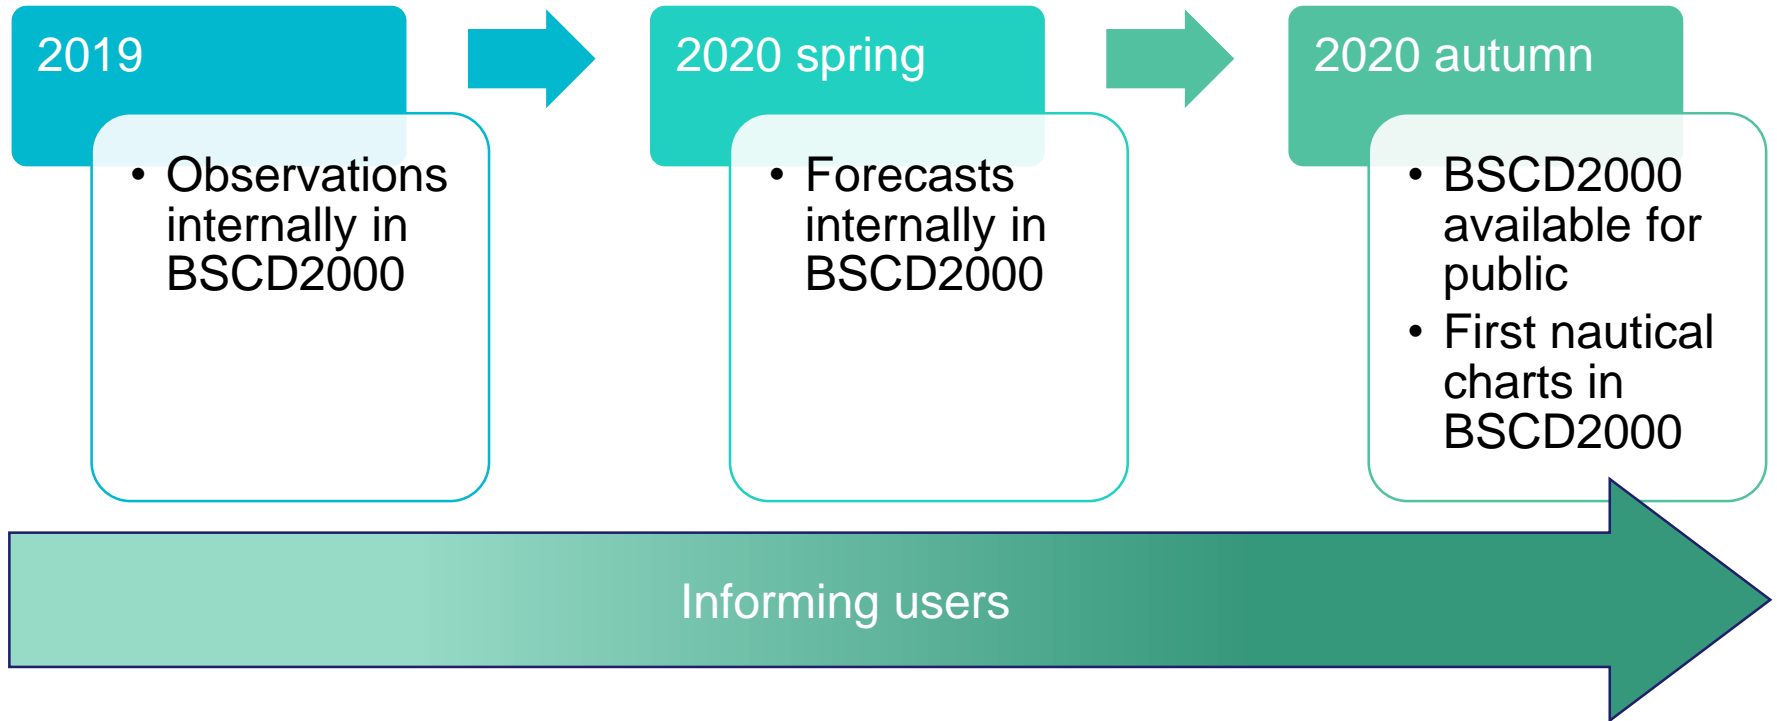 2019
• Observations
internally in
BSCD2000
2020 spring
• Forecasts
internally in
BSCD2000
2020 autumn
• BSCD2000
available for
public
• First nautical
charts in
BSCD2000
Informing users